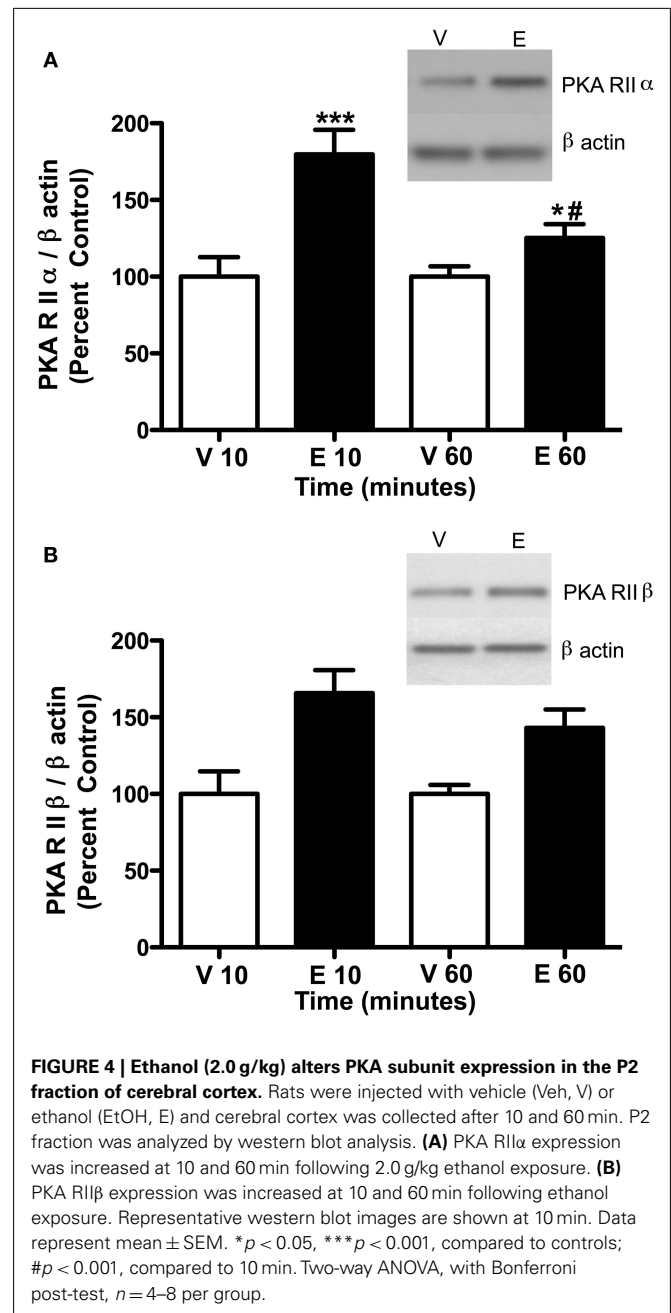 A
V E
PKA RII α
β actin
PKA R II α / β actin
(Percent Control)
200
150
100
50
0
***
*#
V 10 E 10 V 60 E 60
Time (minutes)
B
V E
PKA RII β
β actin
PKA R II β / β actin
(Percent Control)
200
150
100
50
0
V 10 E 10 V 60 E 60
Time (minutes)
FIGURE 4 | Ethanol (2.0 g/kg) alters PKA subunit expression in the P2
fraction of cerebral cortex. Rats were injected with vehicle (Veh, V) or
ethanol (EtOH, E) and cerebral cortex was collected after 10 and 60 min. P2
fraction was analyzed by western blot analysis. (A) PKA RIIα expression
was increased at 10 and 60 min following 2.0 g/kg ethanol exposure. (B)
PKA RIIβ expression was increased at 10 and 60 min following ethanol
exposure. Representative western blot images are shown at 10 min. Data
represent mean ± SEM. *p < 0.05, ***p < 0.001, compared to controls;
#p < 0.001, compared to 10 min. Two-way ANOVA, with Bonferroni
post-test, n = 4–8 per group.